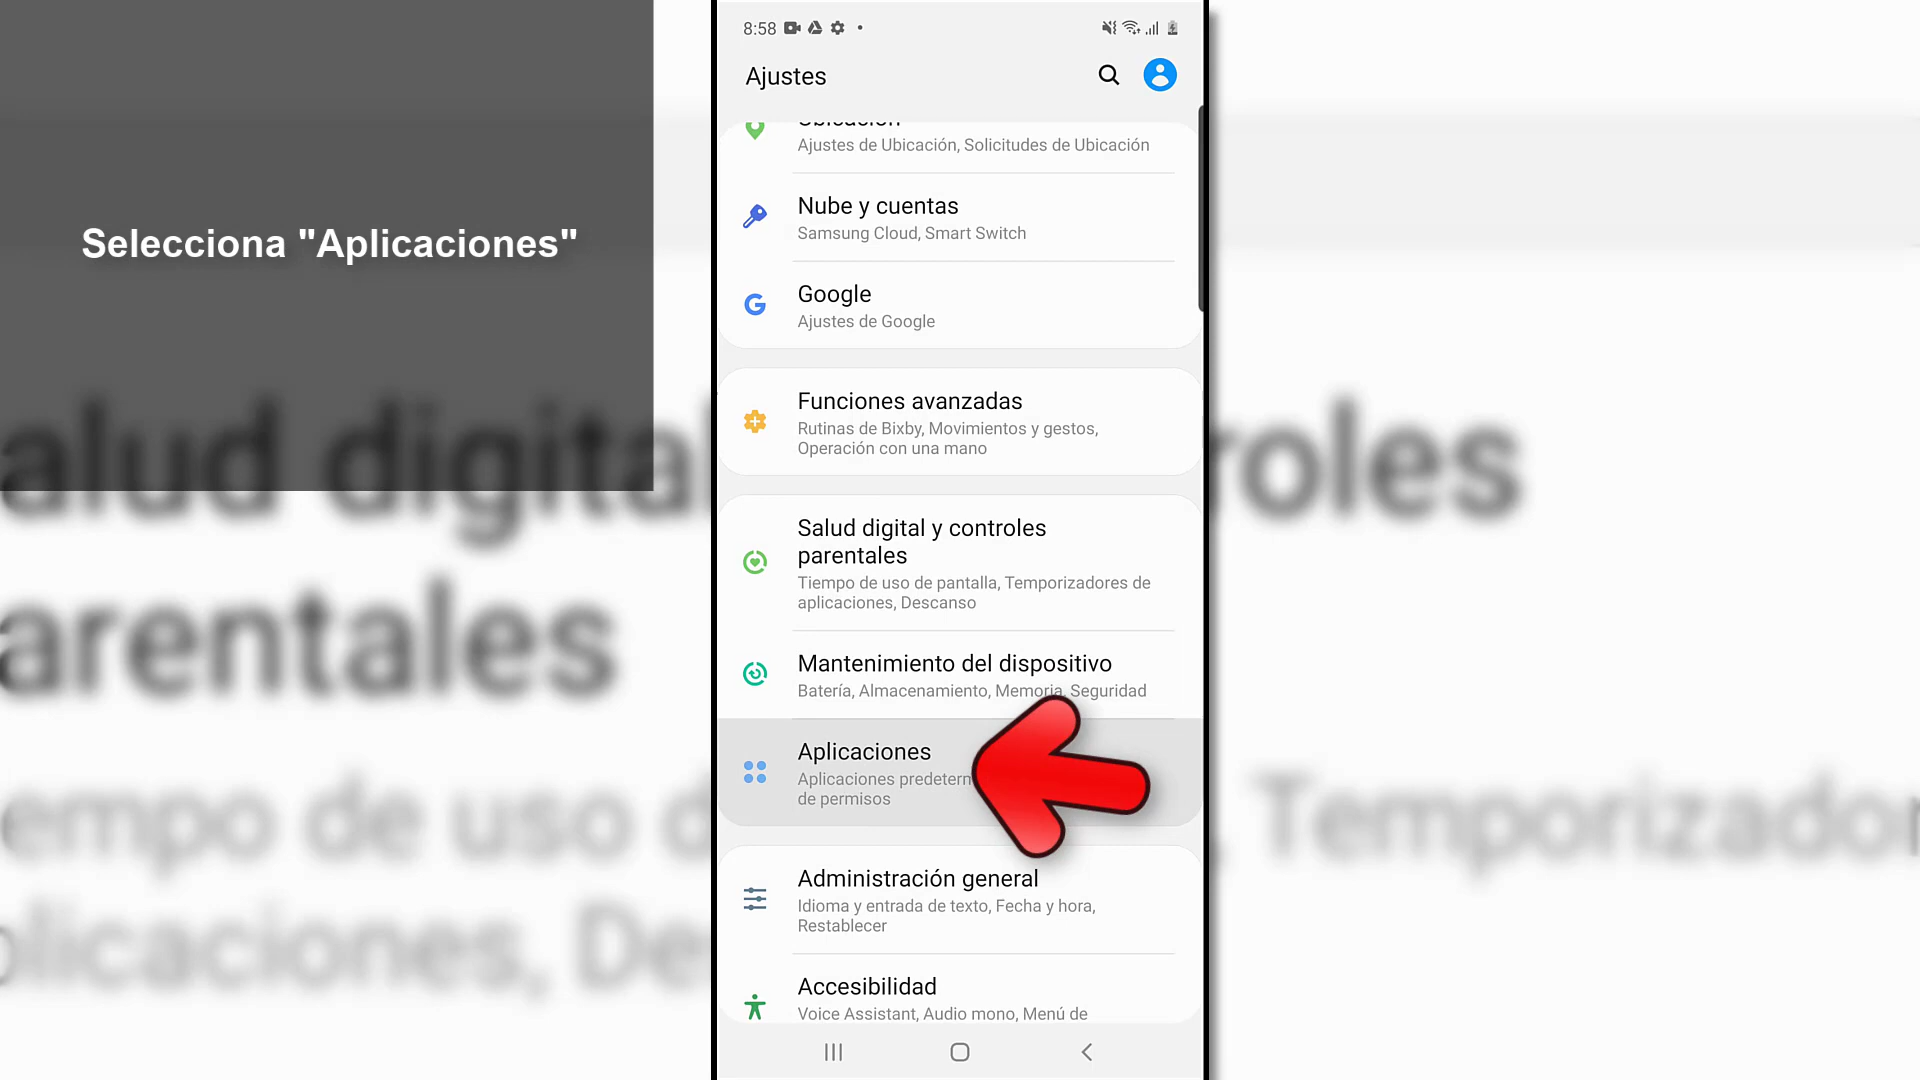 Selecciona "Aplicaciones"
8:58
Ajustes
Ubicación
Ajustes de Ubicación, Solicitudes de Ubicación
Nube y cuentas
Samsung Cloud, Smart Switch
Google
Ajustes de Google
Funciones avanzadas
Rutinas de Bixby, Movimientos y gestos,
Operación con una mano
Salud digital y controles
parentales
Tiempo de uso de pantalla, Temporizadores de
aplicaciones, Descanso
Mantenimiento del dispositivo
Batería, Almacenamiento, Memoria, Seguridad
Aplicaciones
Aplicaciones predetern
de permisos
Administración general
Idioma y entrada de texto, Fecha y hora,
Restablecer
Accesibilidad
Voice Assistant, Audio mono, Menú de
alud digital
roles
arentales
empo de uso d
, Temporizador
plicaciones, De